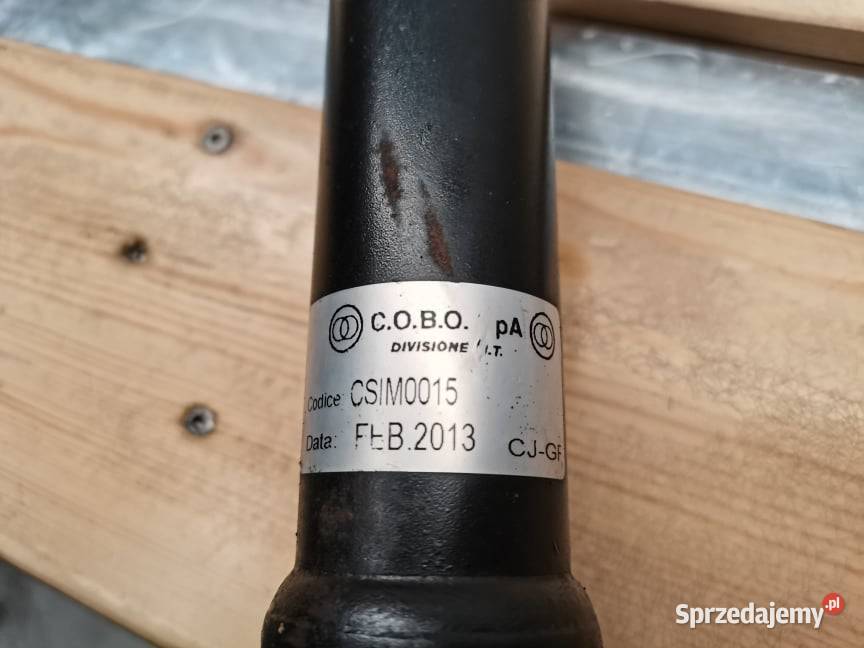 C.O.B.O. pA
DIVISIONE I.T.
Codice: CSIM0015
Data: FEB.2013 CJ-GF
Sprzedajemy.pl